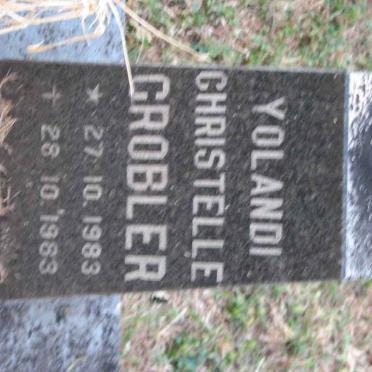 YOLANDI
CHRISTELLE
GROBLER
★ 27.10.1983
✝ 28.10.1983